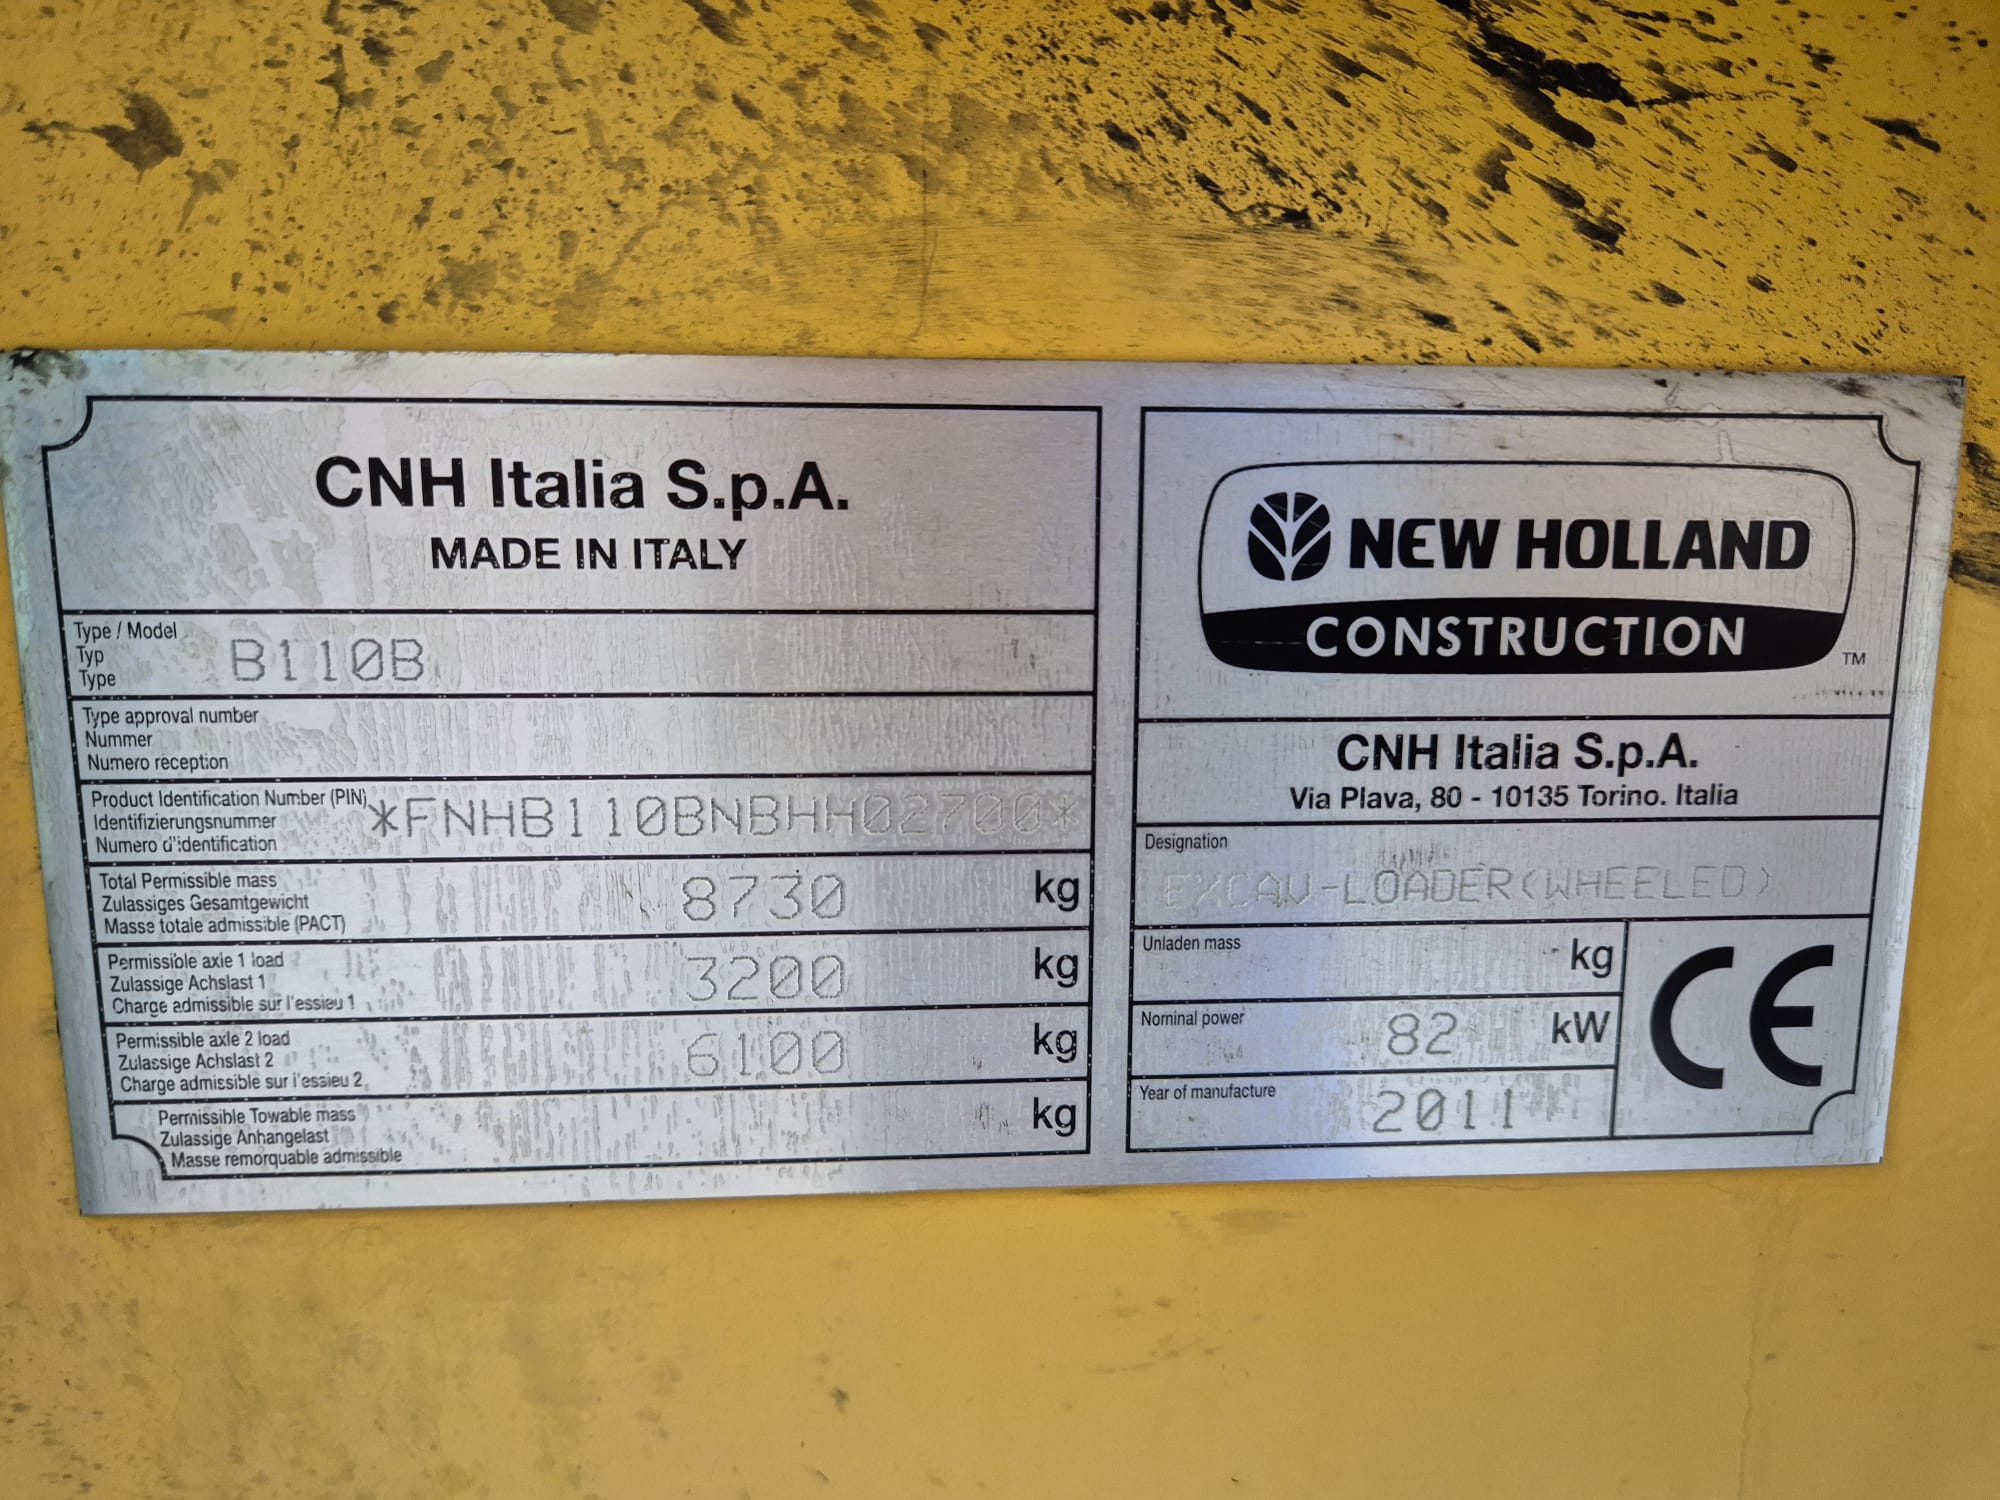 CNH Italia S.p.A.
MADE IN ITALY
Type / Model
Typ
Type
B110B
Type approval number
Nummer
Numero réception
Product Identification Number (PIN)
Identifizierungsnummer
Numero d'identification
*FNHB110BNBHH02700*
Total Permissible mass
Zulassiges Gesamtgewicht
Masse totale admissible (PACT)
8730 kg
Permissible axle 1 load
Zulassige Achslast 1
Charge admissible sur l'essieu 1
3200 kg
Permissible axle 2 load
Zulassige Achslast 2
Charge admissible sur l'essieu 2
6100 kg
Permissible Towable mass
Zulassige Anhangelast
Masse remorquable admissible
kg
NEW HOLLAND
CONSTRUCTION
TM
CNH Italia S.p.A.
Via Plava, 80 - 10135 Torino. Italia
Designation
EXCAV-LOADER(WHEELED)
Unladen mass
kg
Nominal power
82 kW
Year of manufacture
2011
CE